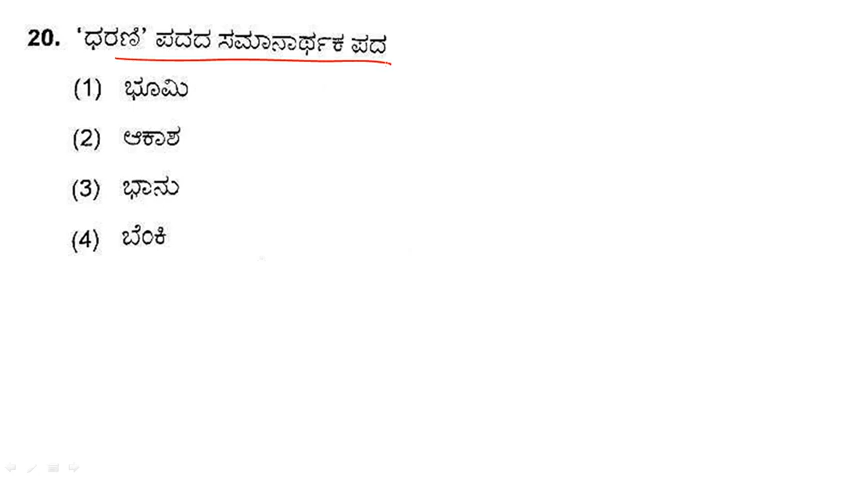 20. ‘ಧರಣಿ’ ಪದದ ಸಮಾನಾರ್ಥಕ ಪದ
(1) ಭೂಮಿ
(2) ಆಕಾಶ
(3) ಭಾನು
(4) ಬೆಂಕಿ